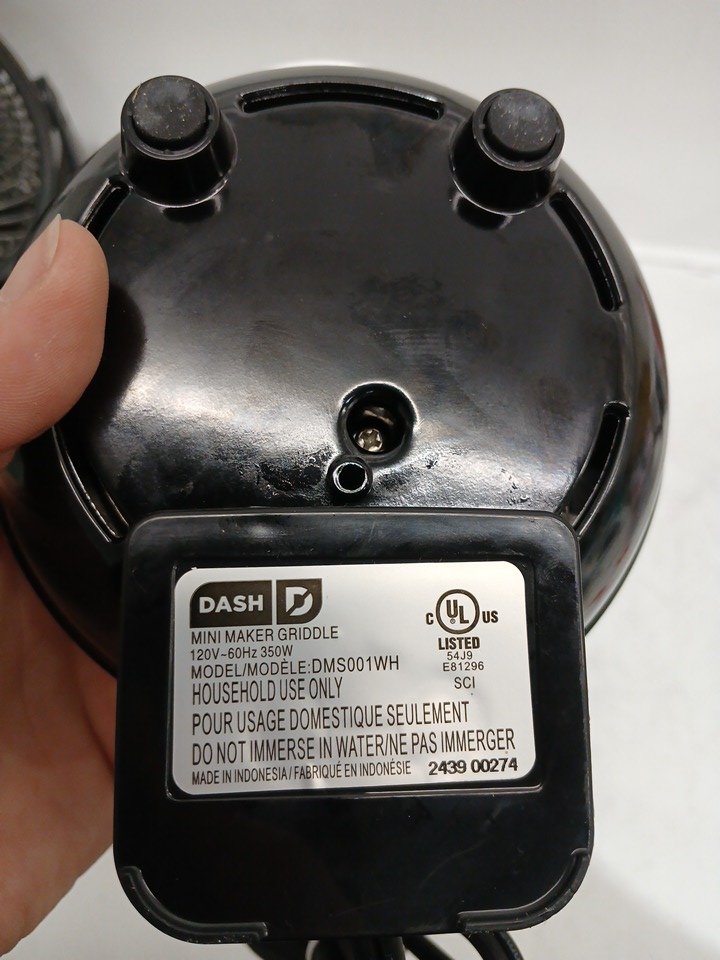 DASH D
MINI MAKER GRIDDLE
120V~60Hz 350W
MODEL/MODÈLE:DMS001WH
HOUSEHOLD USE ONLY
POUR USAGE DOMESTIQUE SEULEMENT
DO NOT IMMERSE IN WATER/NE PAS IMMERGER
MADE IN INDONESIA/FABRIQUÉ EN INDONÉSIE 2439 00274
C UL US
®
LISTED
54J9
E81296
SCI